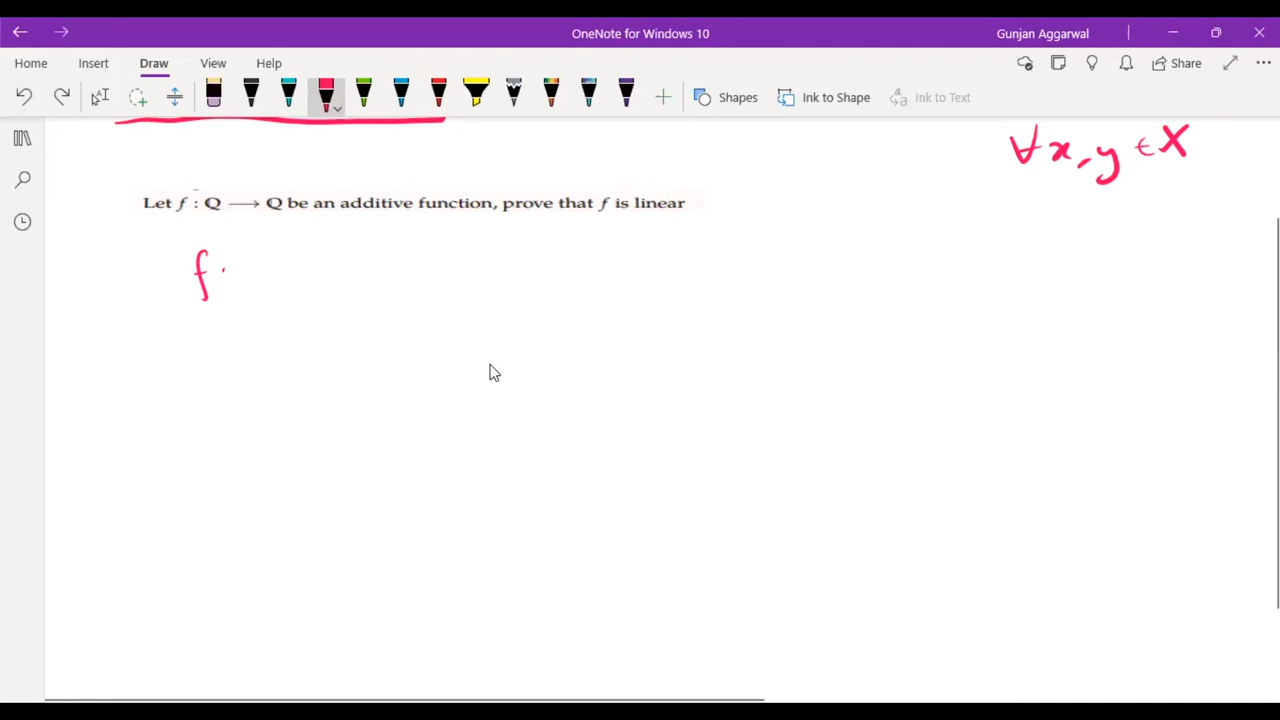 OneNote for Windows 10
Gunjan Aggarwal
Home Insert Draw View Help
Share
Shapes
Ink to Shape
Ink to Text
∀ x, y ∈ X
Let f : Q ⟶ Q be an additive function, prove that f is linear
f